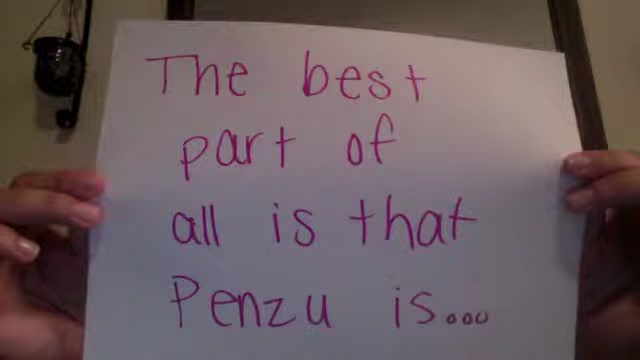 The best
part of
all is that
Penzu is...